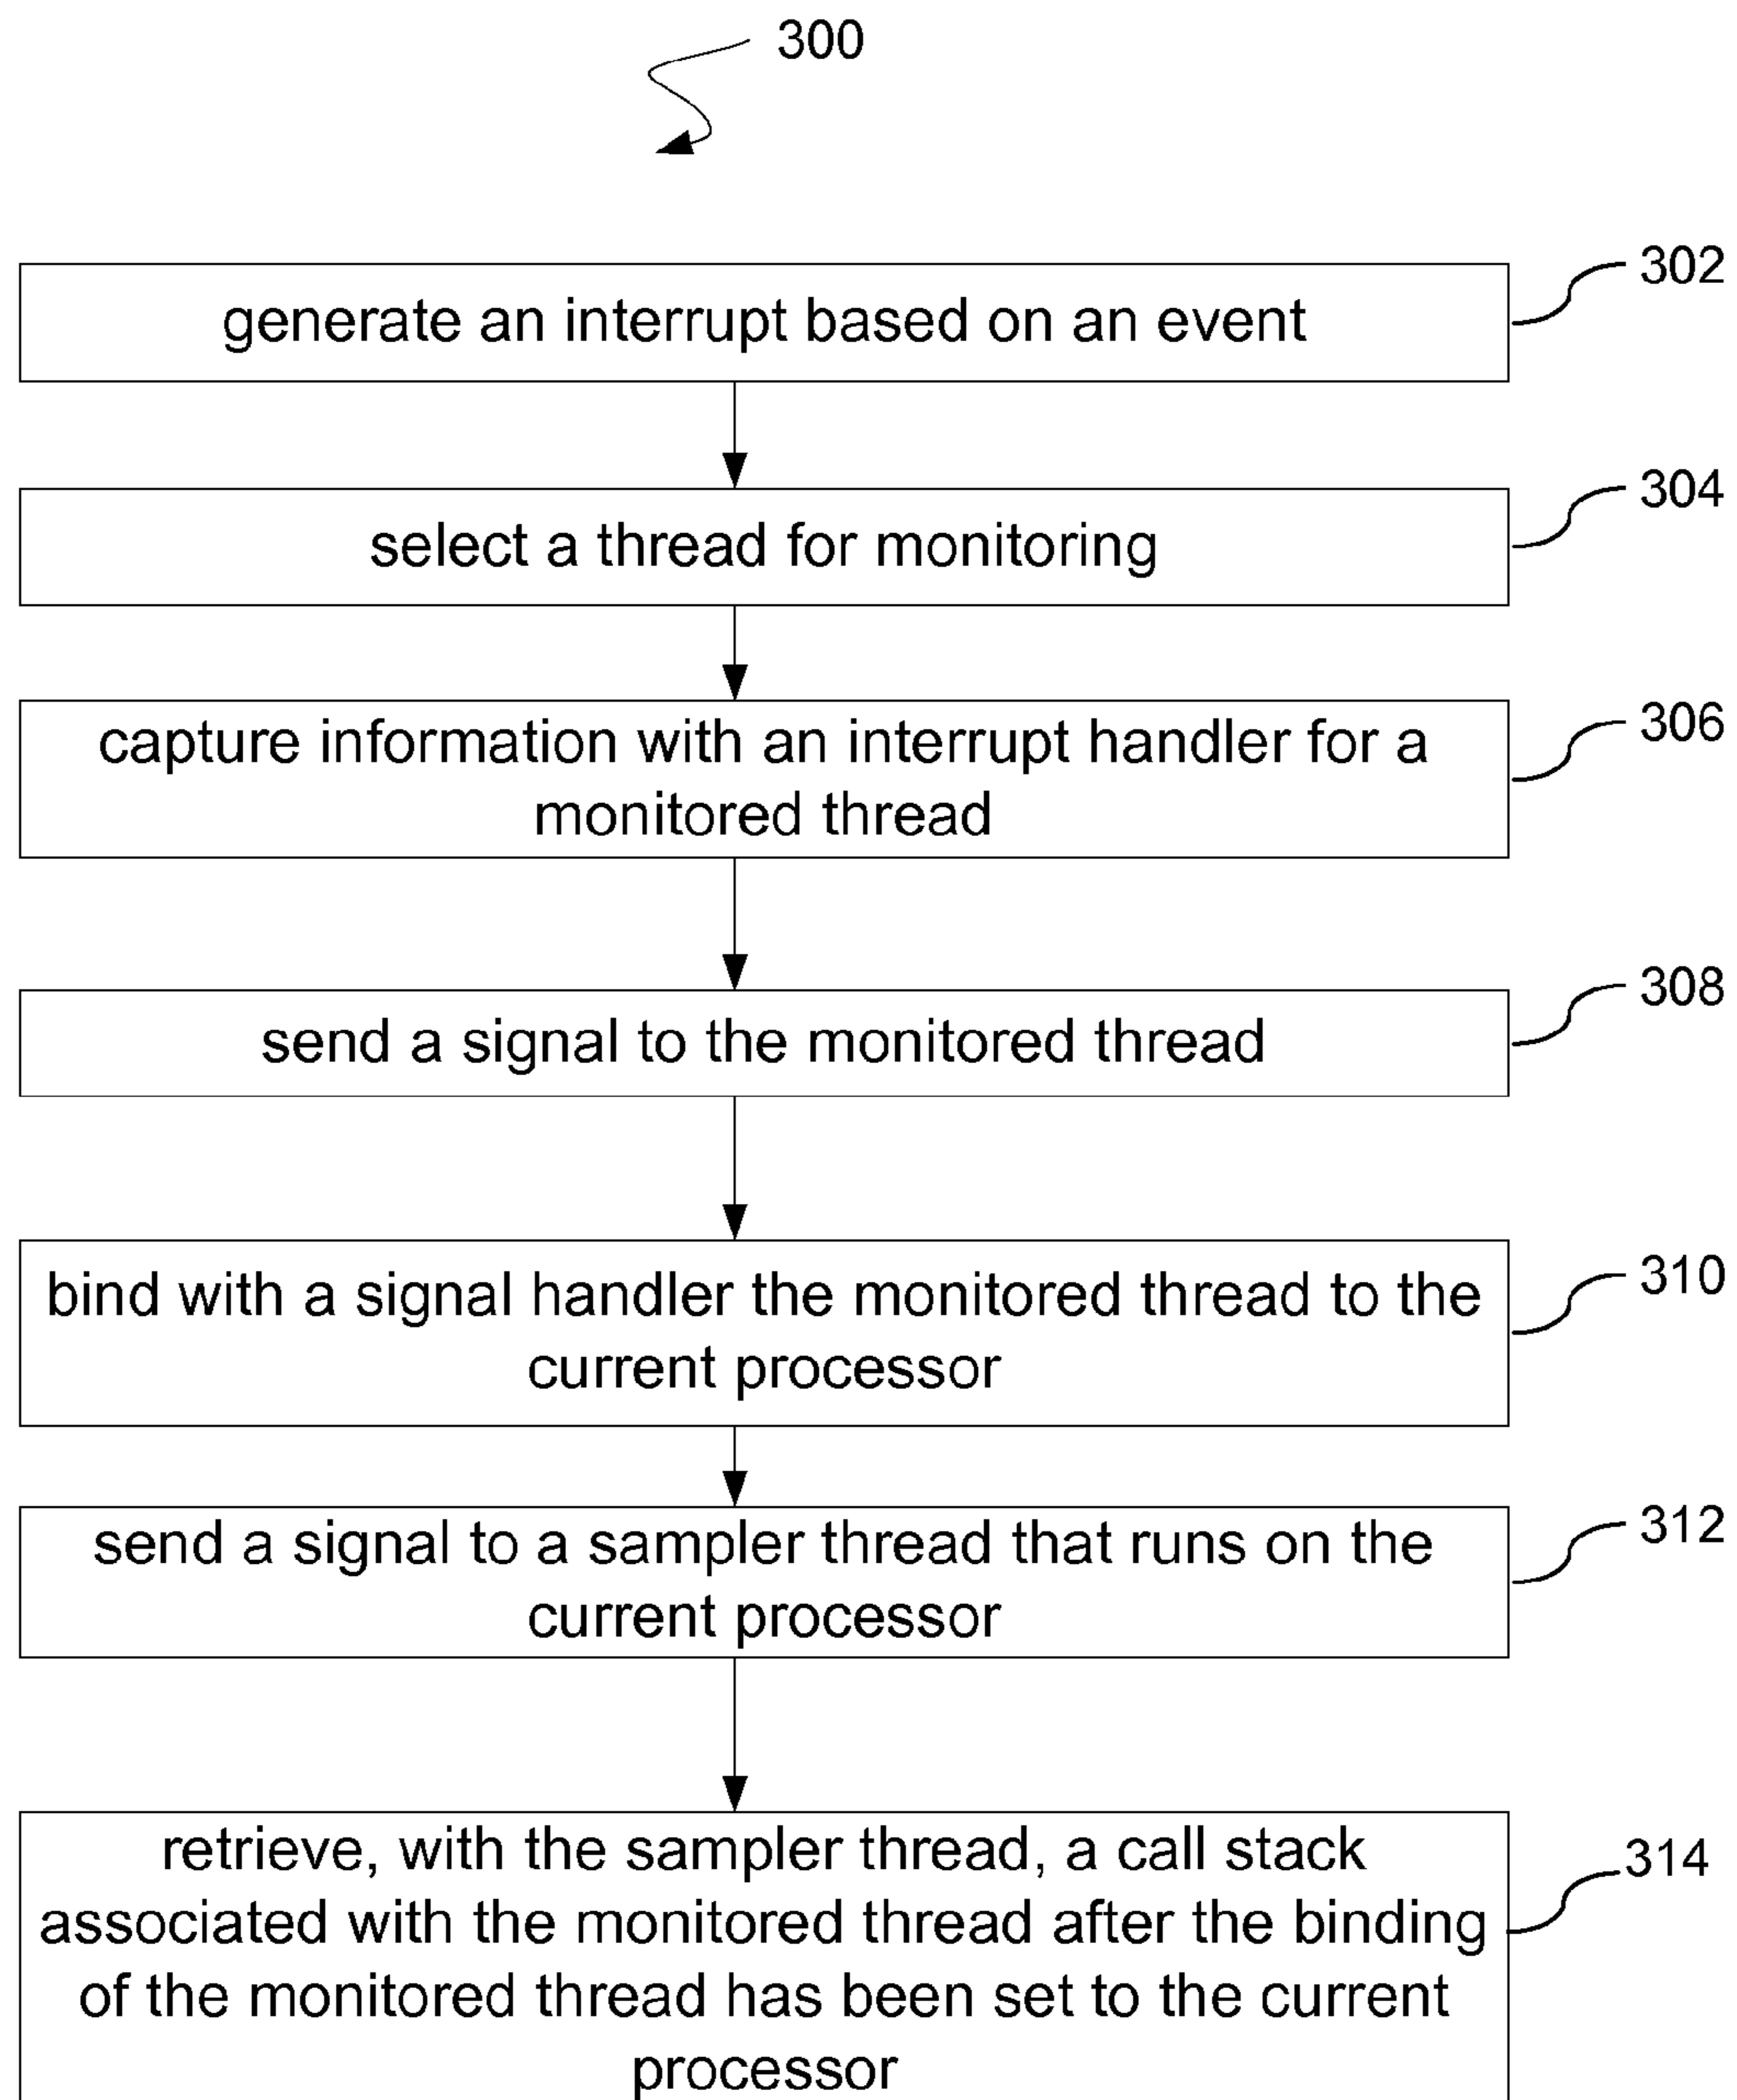 300
302
generate an interrupt based on an event
304
select a thread for monitoring
306
capture information with an interrupt handler for a
monitored thread
308
send a signal to the monitored thread
310
bind with a signal handler the monitored thread to the
current processor
312
send a signal to a sampler thread that runs on the
current processor
314
retrieve, with the sampler thread, a call stack
associated with the monitored thread after the binding
of the monitored thread has been set to the current
processor